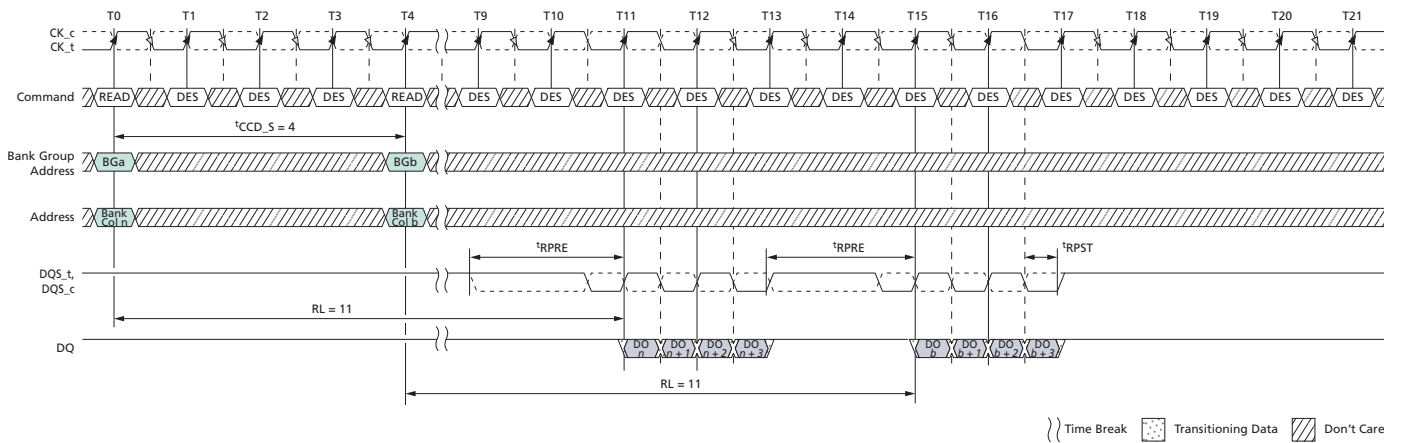 T0 T1 T2 T3 T4 T9 T10 T11 T12 T13 T14 T15 T16 T17 T18 T19 T20 T21
CK_c
CK_t
Command READ DES DES DES READ DES DES DES DES DES DES DES DES DES DES DES DES DES
tCCD_S = 4
Bank Group
Address
BGa BGb
Address
Bank
Col n
Bank
Col b
tRPRE tRPRE tRPST
DQS_t,
DQS_c
RL = 11
DQ
DO
n
DO
n + 1
DO
n + 2
DO
n + 3
DO
b
DO
b + 1
DO
b + 2
DO
b + 3
RL = 11
Time Break Transitioning Data Don't Care